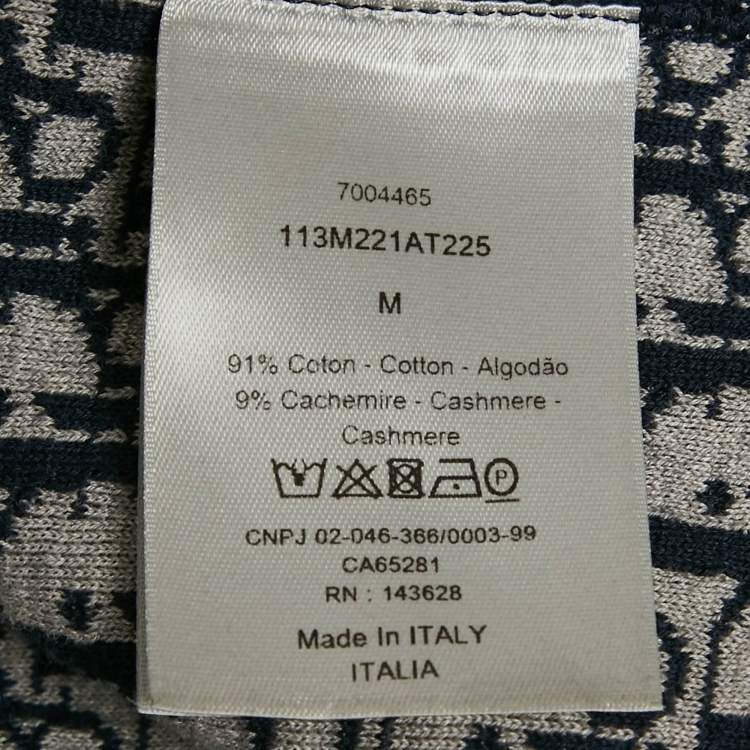 7004465
113M221AT225
M
91% Coton - Cotton - Algodão
9% Cachemire - Cashmere -
Cashmere
P
CNPJ 02-046-366/0003-99
CA65281
RN : 143628
Made In ITALY
ITALIA